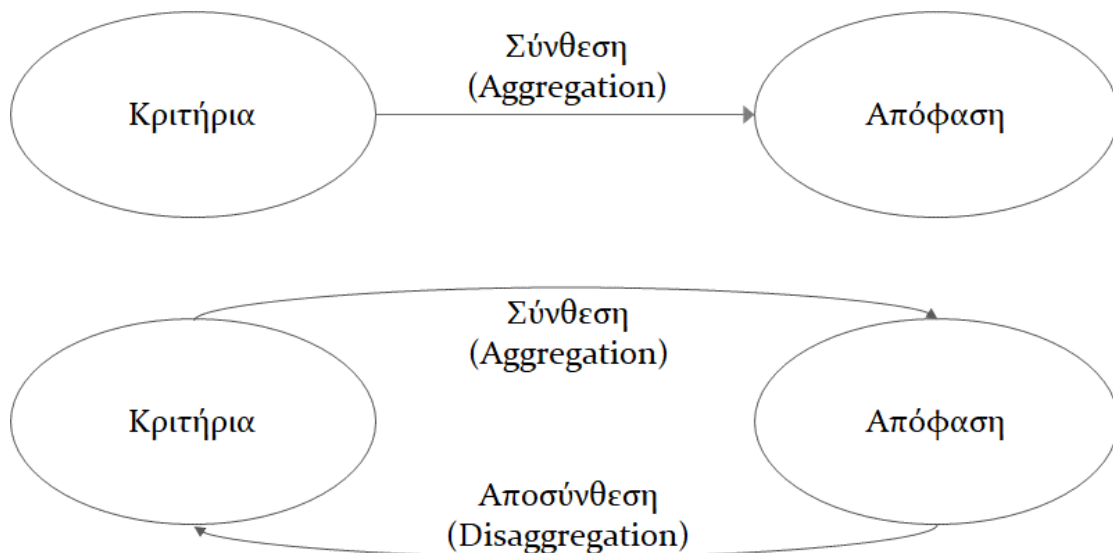 Σύνθεση
(Aggregation)
Κριτήρια
Απόφαση
Σύνθεση
(Aggregation)
Κριτήρια
Απόφαση
Αποσύνθεση
(Disaggregation)